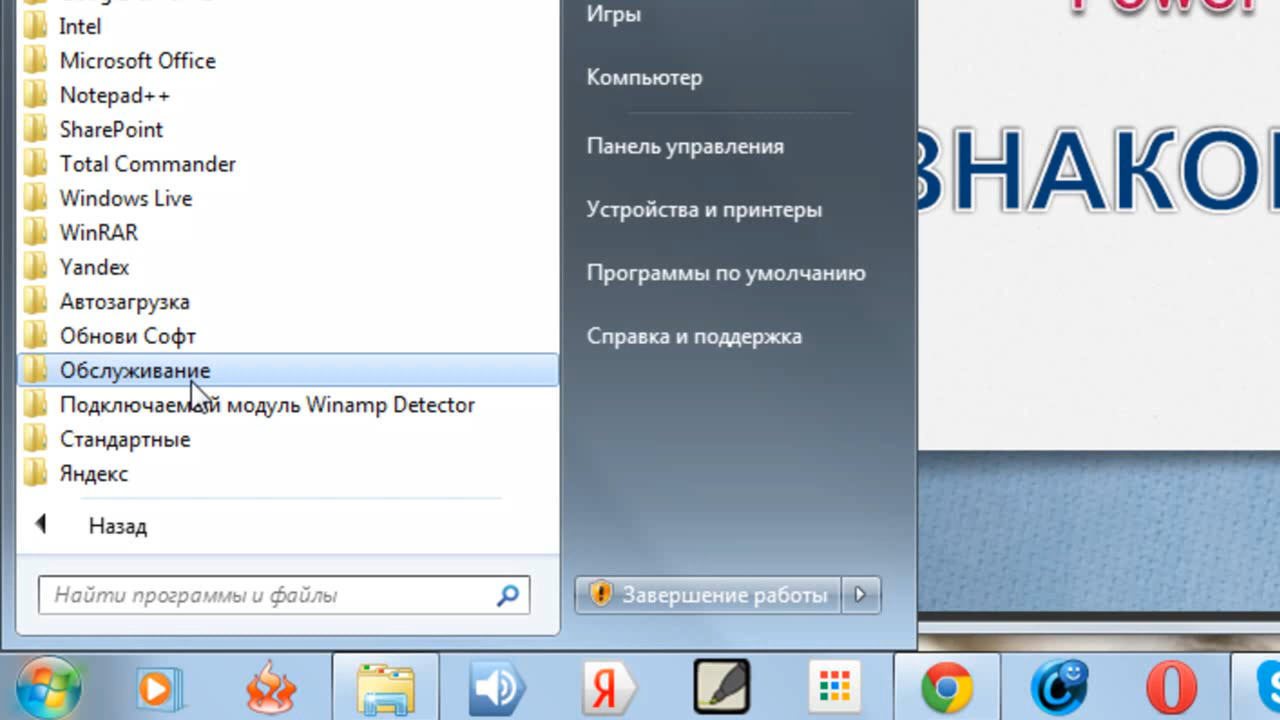 Intel
Microsoft Office
Notepad++
SharePoint
Total Commander
Windows Live
WinRAR
Yandex
Автозагрузка
Обнови Софт
Обслуживание
Подключаемый модуль Winamp Detector
Стандартные
Яндекс
Назад
Найти программы и файлы
Игры
Компьютер
Панель управления
Устройства и принтеры
Программы по умолчанию
Справка и поддержка
Завершение работы
Power
ЗНАКО
Я